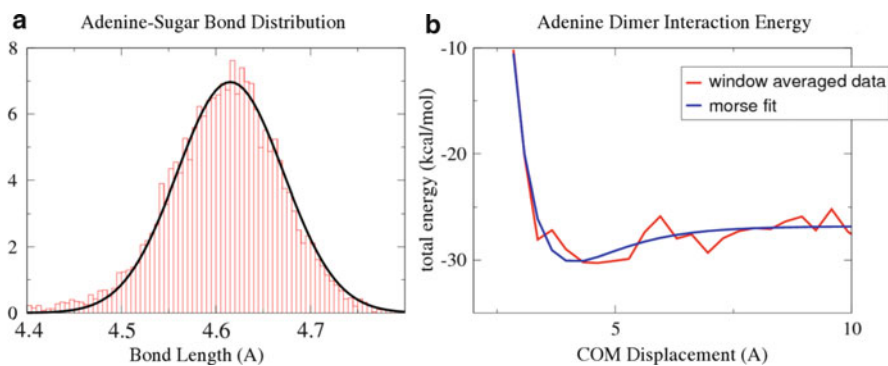 a
Adenine-Sugar Bond Distribution
8
6
4
2
0
4.4
4.5
4.6
4.7
Bond Length (A)
b
Adenine Dimer Interaction Energy
-10
-20
-30
total energy (kcal/mol)
window averaged data
morse fit
5
10
COM Displacement (A)